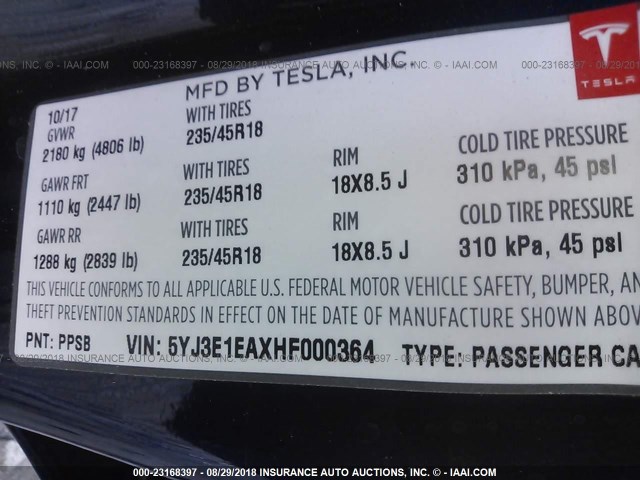 000-23168397 - 08/29/2018 INSURANCE AUTO AUCTIONS, INC. - © IAAI.COM
MFD BY TESLA, INC.
TESLA
10/17
GVWR WITH TIRES
2180 kg (4806 lb) 235/45R18
GAWR FRT WITH TIRES RIM COLD TIRE PRESSURE
1110 kg (2447 lb) 235/45R18 18X8.5 J 310 kPa, 45 psi
GAWR RR WITH TIRES RIM COLD TIRE PRESSURE
1288 kg (2839 lb) 235/45R18 18X8.5 J 310 kPa, 45 psi
THIS VEHICLE CONFORMS TO ALL APPLICABLE U.S. FEDERAL MOTOR VEHICLE SAFETY, BUMPER, AN
THEFT PREVENTION STANDARDS IN EFFECT ON THE DATE OF MANUFACTURE SHOWN ABOVE
PNT: PPSB VIN: 5YJ3E1EAXHF000364 TYPE: PASSENGER CA
000-23168397 - 08/29/2018 INSURANCE AUTO AUCTIONS, INC. - © IAAI.COM